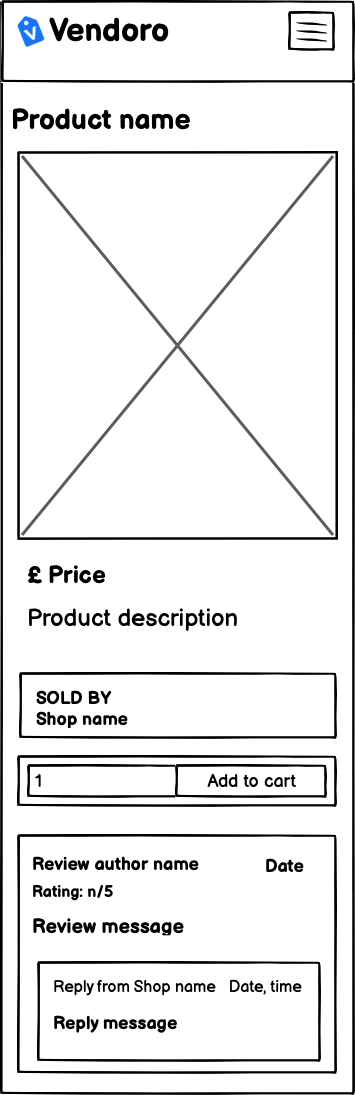 Vendoro
Product name
£ Price
Product description
SOLD BY
Shop name
1 Add to cart
Review author name Date
Rating: n/5
Review message
Reply from Shop name Date, time
Reply message